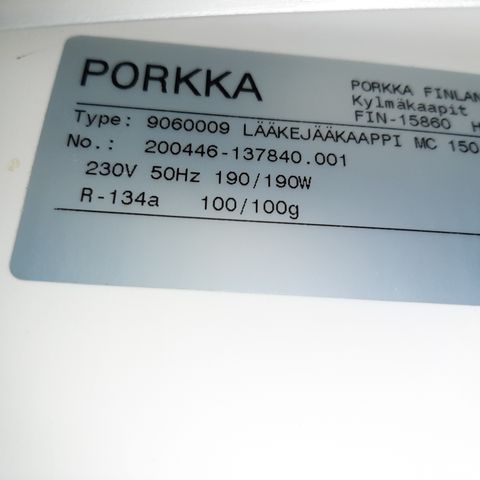 PORKKA
PORKKA FINLAN
Kylmäkaapit
FIN-15860 H
Type: 9060009 LÄÄKEJÄÄKAAPPI MC 150
No.: 200446-137840.001
230V 50Hz 190/190W
R-134a 100/100g